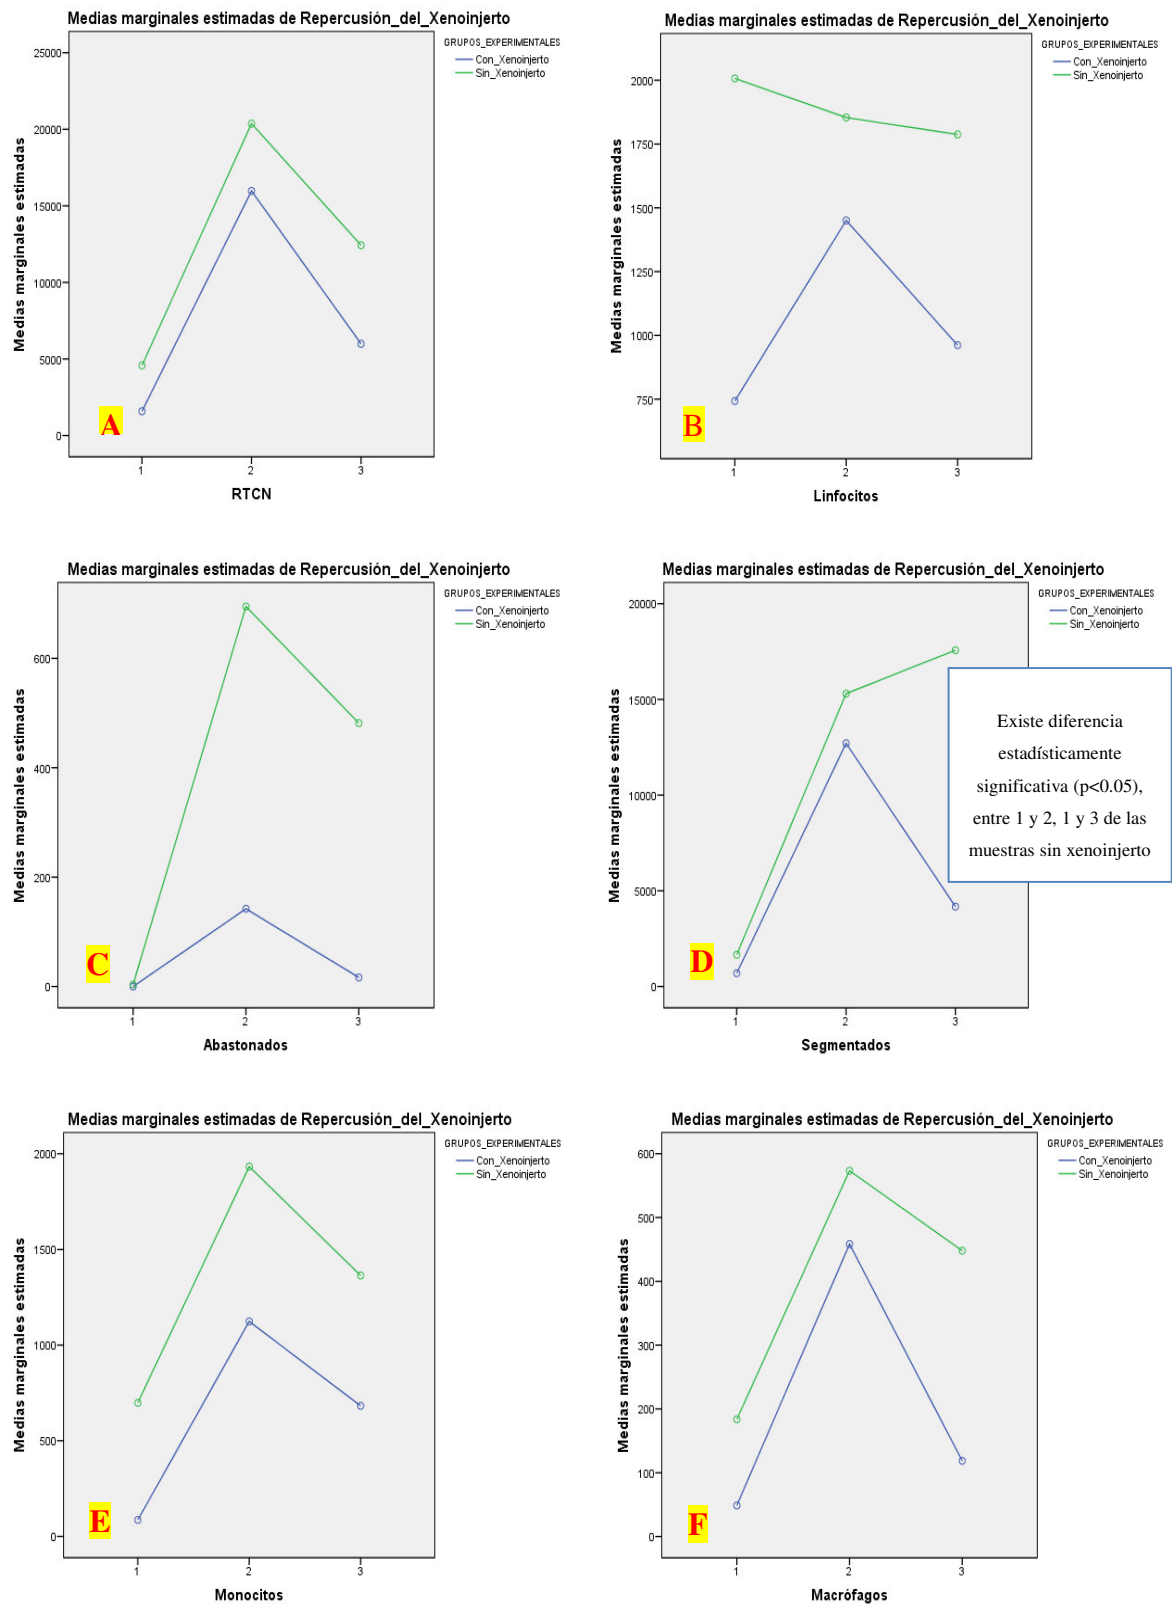 Medias marginales estimadas de Repercusión_del_Xenoinjerto
GRUPOS_EXPERIMENTALES
Con_Xenoinjerto
Sin_Xenoinjerto
Medias marginales estimadas
25000
20000
15000
10000
5000
0
A
1 2 3
RTCN
Medias marginales estimadas de Repercusión_del_Xenoinjerto
GRUPOS_EXPERIMENTALES
Con_Xenoinjerto
Sin_Xenoinjerto
Medias marginales estimadas
2000
1750
1500
1250
1000
750
B
1 2 3
Linfocitos
Medias marginales estimadas de Repercusión_del_Xenoinjerto
GRUPOS_EXPERIMENTALES
Con_Xenoinjerto
Sin_Xenoinjerto
Medias marginales estimadas
600
400
200
0
C
1 2 3
Abastonados
Medias marginales estimadas de Repercusión_del_Xenoinjerto
GRUPOS_EXPERIMENTALES
Con_Xenoinjerto
Sin_Xenoinjerto
Medias marginales estimadas
20000
15000
10000
5000
0
D
1 2 3
Segmentados
Existe diferencia
estadísticamente
significativa (p<0.05),
entre 1 y 2, 1 y 3 de las
muestras sin xenoinjerto
Medias marginales estimadas de Repercusión_del_Xenoinjerto
GRUPOS_EXPERIMENTALES
Con_Xenoinjerto
Sin_Xenoinjerto
Medias marginales estimadas
2000
1500
1000
500
0
E
1 2 3
Monocitos
Medias marginales estimadas de Repercusión_del_Xenoinjerto
GRUPOS_EXPERIMENTALES
Con_Xenoinjerto
Sin_Xenoinjerto
Medias marginales estimadas
600
500
400
300
200
100
0
F
1 2 3
Macrófagos